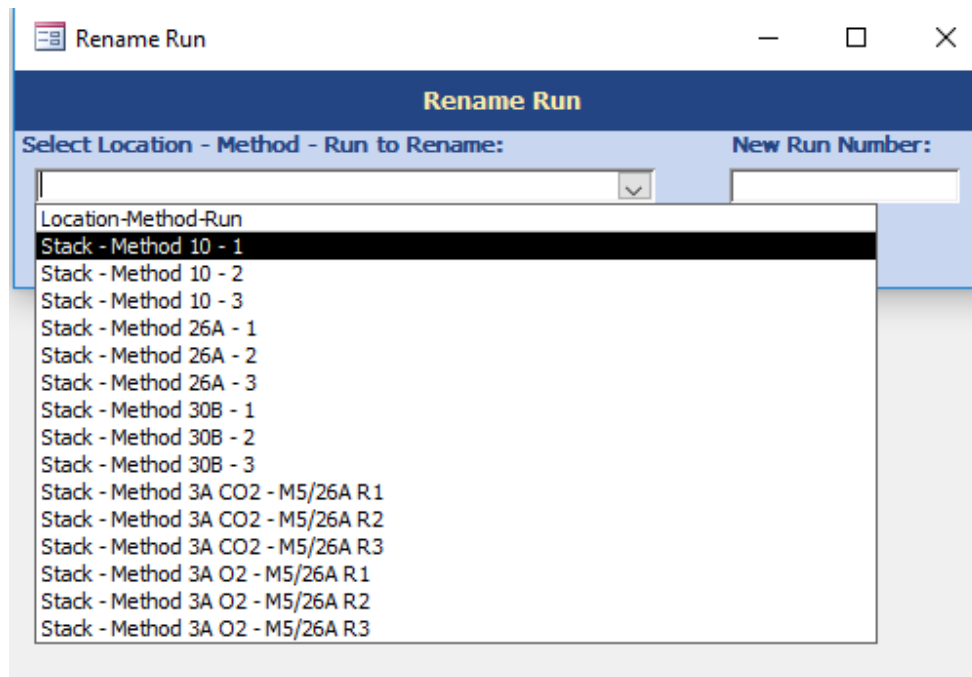 Rename Run
Rename Run
Select Location - Method - Run to Rename:
New Run Number:
Location-Method-Run
Stack - Method 10 - 1
Stack - Method 10 - 2
Stack - Method 10 - 3
Stack - Method 26A - 1
Stack - Method 26A - 2
Stack - Method 26A - 3
Stack - Method 30B - 1
Stack - Method 30B - 2
Stack - Method 30B - 3
Stack - Method 3A CO2 - M5/26A R1
Stack - Method 3A CO2 - M5/26A R2
Stack - Method 3A CO2 - M5/26A R3
Stack - Method 3A O2 - M5/26A R1
Stack - Method 3A O2 - M5/26A R2
Stack - Method 3A O2 - M5/26A R3